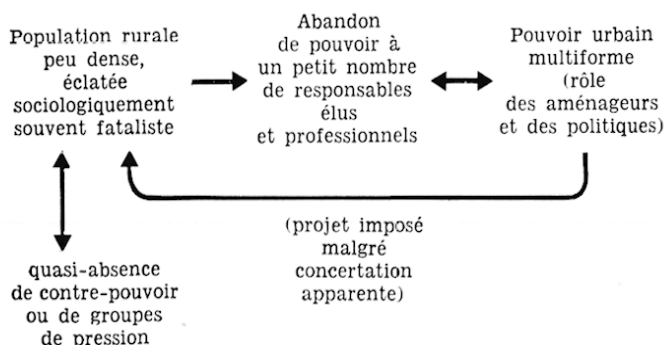 Population rurale
peu dense,
éclatée
sociologiquement
souvent fataliste
Abandon
de pouvoir à
un petit nombre
de responsables
élus
et professionnels
Pouvoir urbain
multiforme
(rôle
des aménageurs
et des politiques)
(projet imposé
malgré
concertation
apparente)
quasi-absence
de contre-pouvoir
ou de groupes
de pression